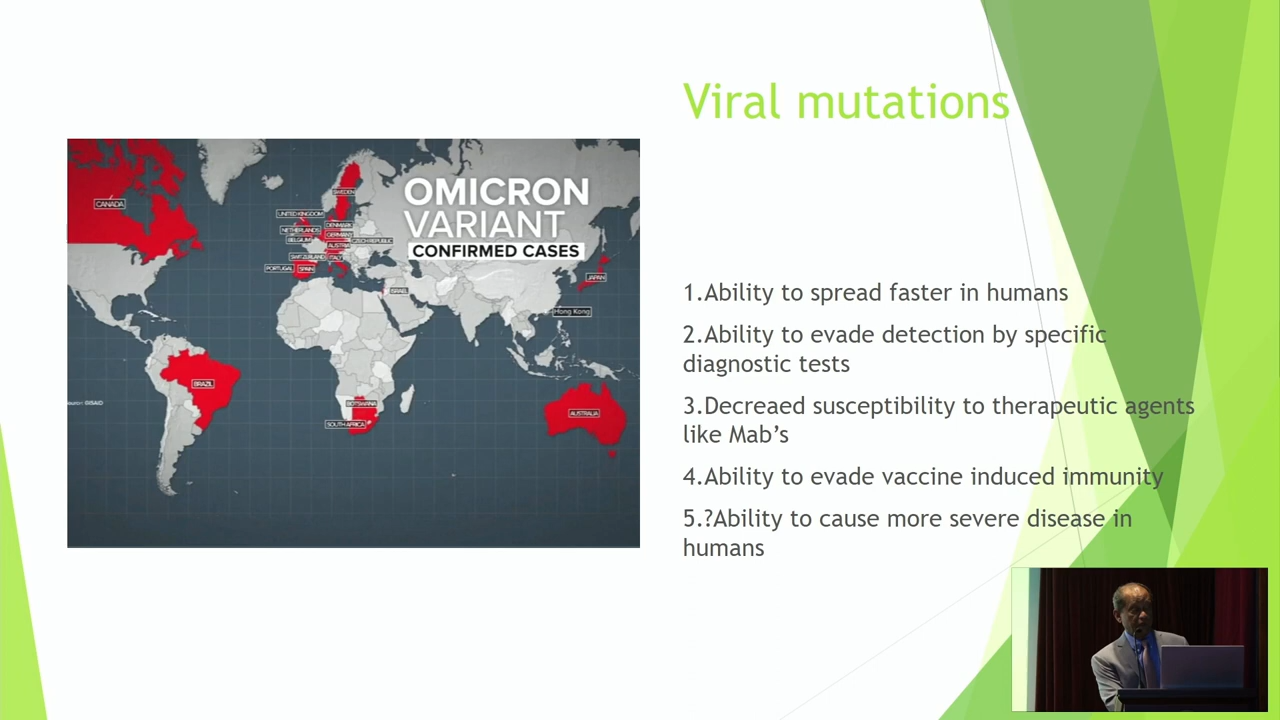 Viral mutations
OMICRON
VARIANT
CONFIRMED CASES
CANADA
SWEDEN
UNITED KINGDOM
DENMARK
NETHERLANDS
GERMANY
BELGIUM
CZECH REPUBLIC
AUSTRIA
SWITZERLAND
ITALY
PORTUGAL
SPAIN
ISRAEL
JAPAN
Hong Kong
BRAZIL
BOTSWANA
SOUTH AFRICA
AUSTRALIA
GISAID
1.Ability to spread faster in humans
2.Ability to evade detection by specific
diagnostic tests
3.Decreaed susceptibility to therapeutic agents
like Mab’s
4.Ability to evade vaccine induced immunity
5.?Ability to cause more severe disease in
humans